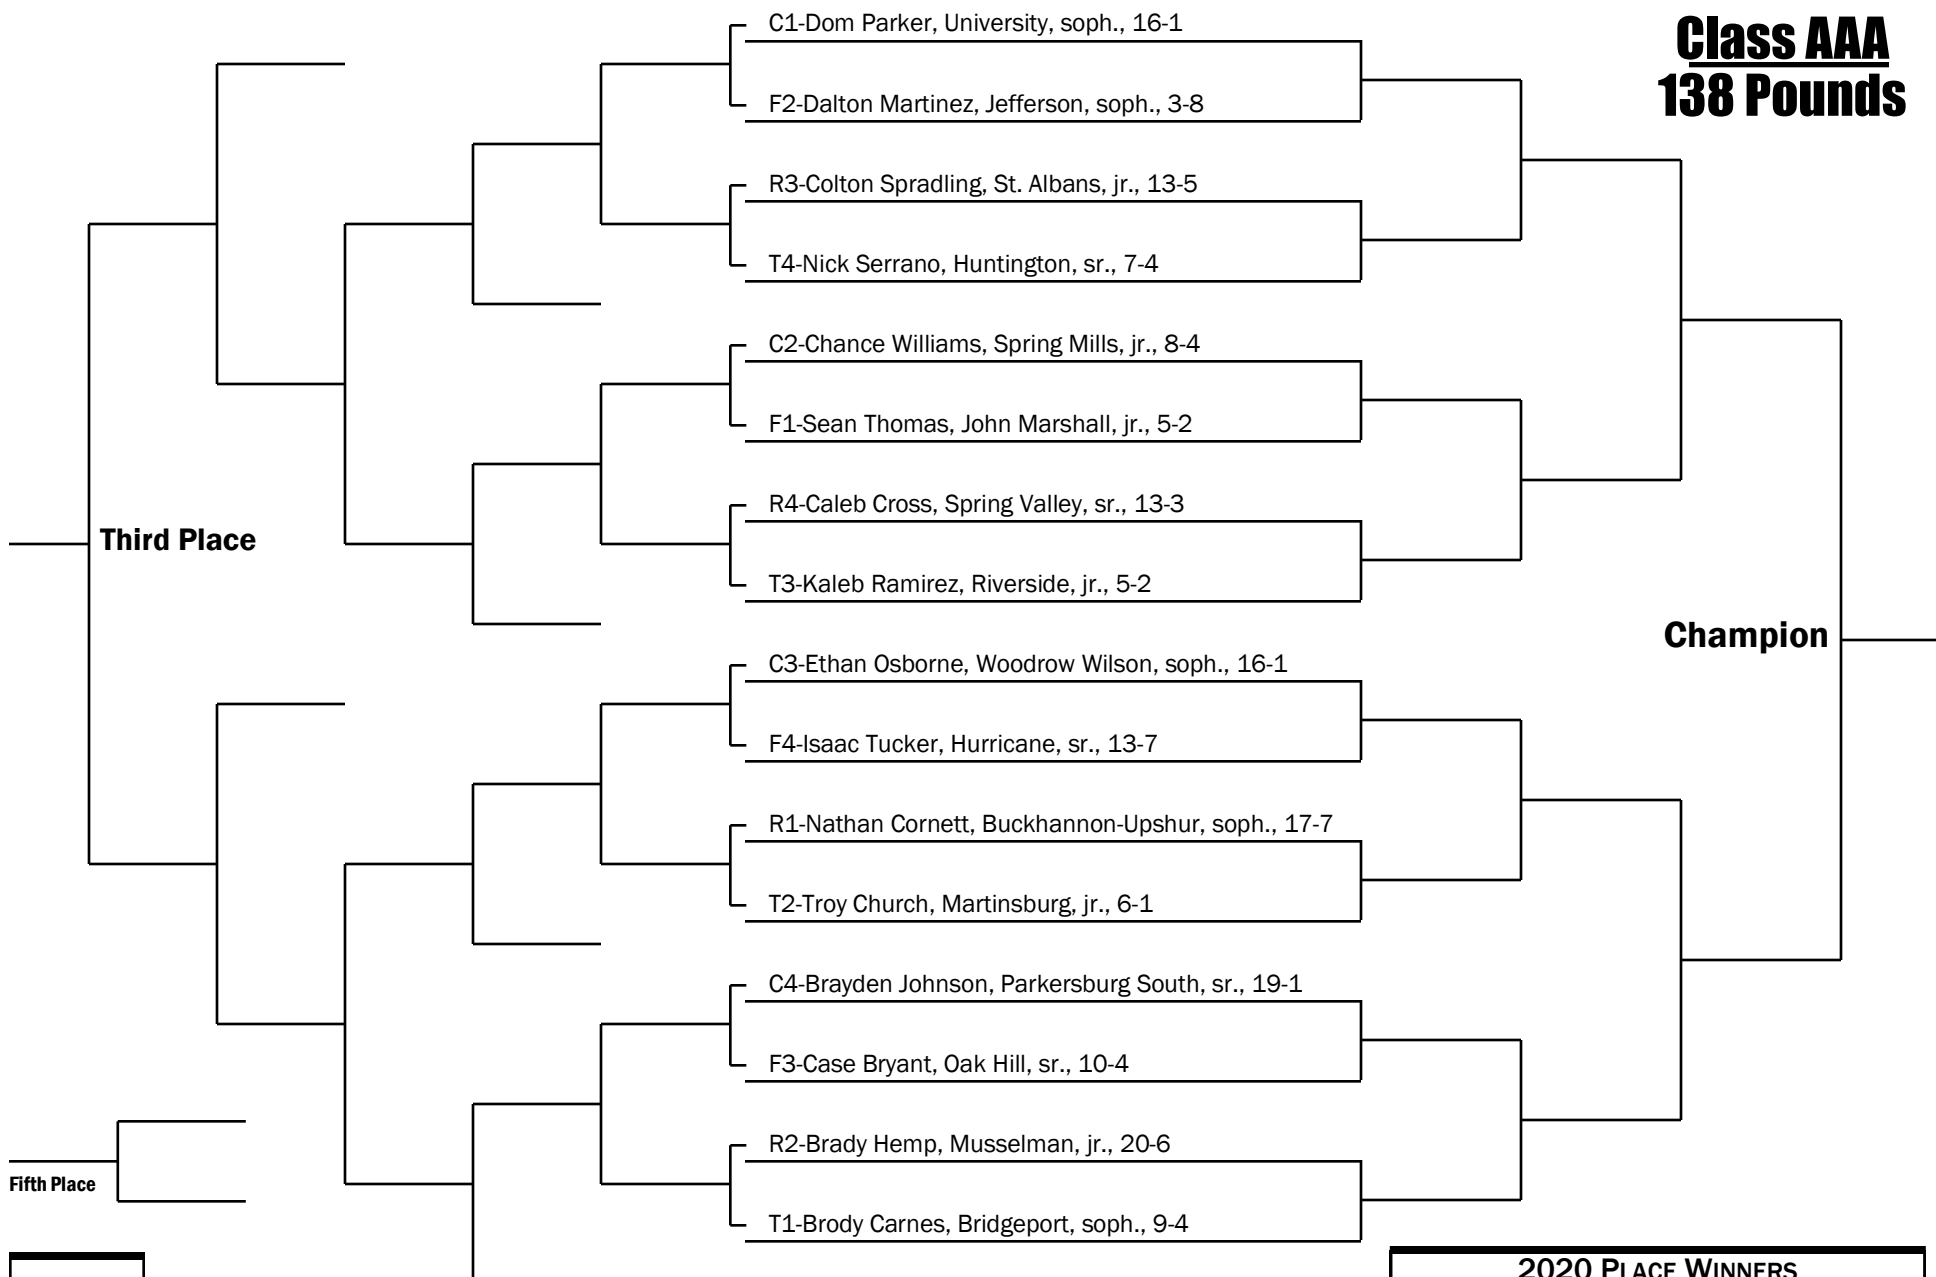 C1-Dom Parker, University, soph., 16-1
Class AAA
138 Pounds
F2-Dalton Martinez, Jefferson, soph., 3-8
R3-Colton Spradling, St. Albans, jr., 13-5
T4-Nick Serrano, Huntington, sr., 7-4
C2-Chance Williams, Spring Mills, jr., 8-4
F1-Sean Thomas, John Marshall, jr., 5-2
R4-Caleb Cross, Spring Valley, sr., 13-3
Third Place
T3-Kaleb Ramirez, Riverside, jr., 5-2
Champion
C3-Ethan Osborne, Woodrow Wilson, soph., 16-1
F4-Isaac Tucker, Hurricane, sr., 13-7
R1-Nathan Cornett, Buckhannon-Upshur, soph., 17-7
T2-Troy Church, Martinsburg, jr., 6-1
C4-Brayden Johnson, Parkersburg South, sr., 19-1
F3-Case Bryant, Oak Hill, sr., 10-4
R2-Brady Hemp, Musselman, jr., 20-6
Fifth Place
T1-Brody Carnes, Bridgeport, soph., 9-4
2020 PLACE WINNERS